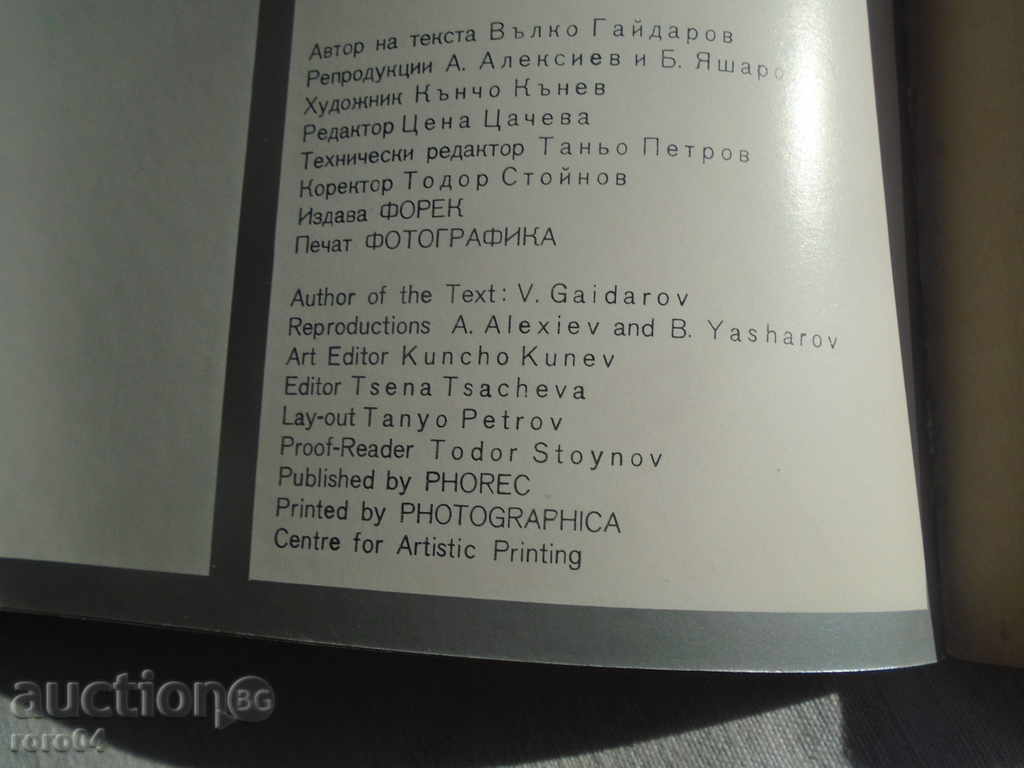 Автор на текста Вълко Гайдаров
Репродукции А. Алексиев и Б. Яшаро
Художник Кънчо Кънев
Редактор Цена Цачева
Технически редактор Таньо Петров
Коректор Тодор Стойнов
Издава ФОРЕК
Печат ФОТОГРАФИКА
Author of the Text: V. Gaidarov
Reproductions A. Alexiev and B. Yasharov
Art Editor Kuncho Kunev
Editor Tsena Tsacheva
Lay-out Tanyo Petrov
Proof-Reader Todor Stoynov
Published by PHOREC
Printed by PHOTOGRAPHICA
Centre for Artistic Printing
auction BG
roro04